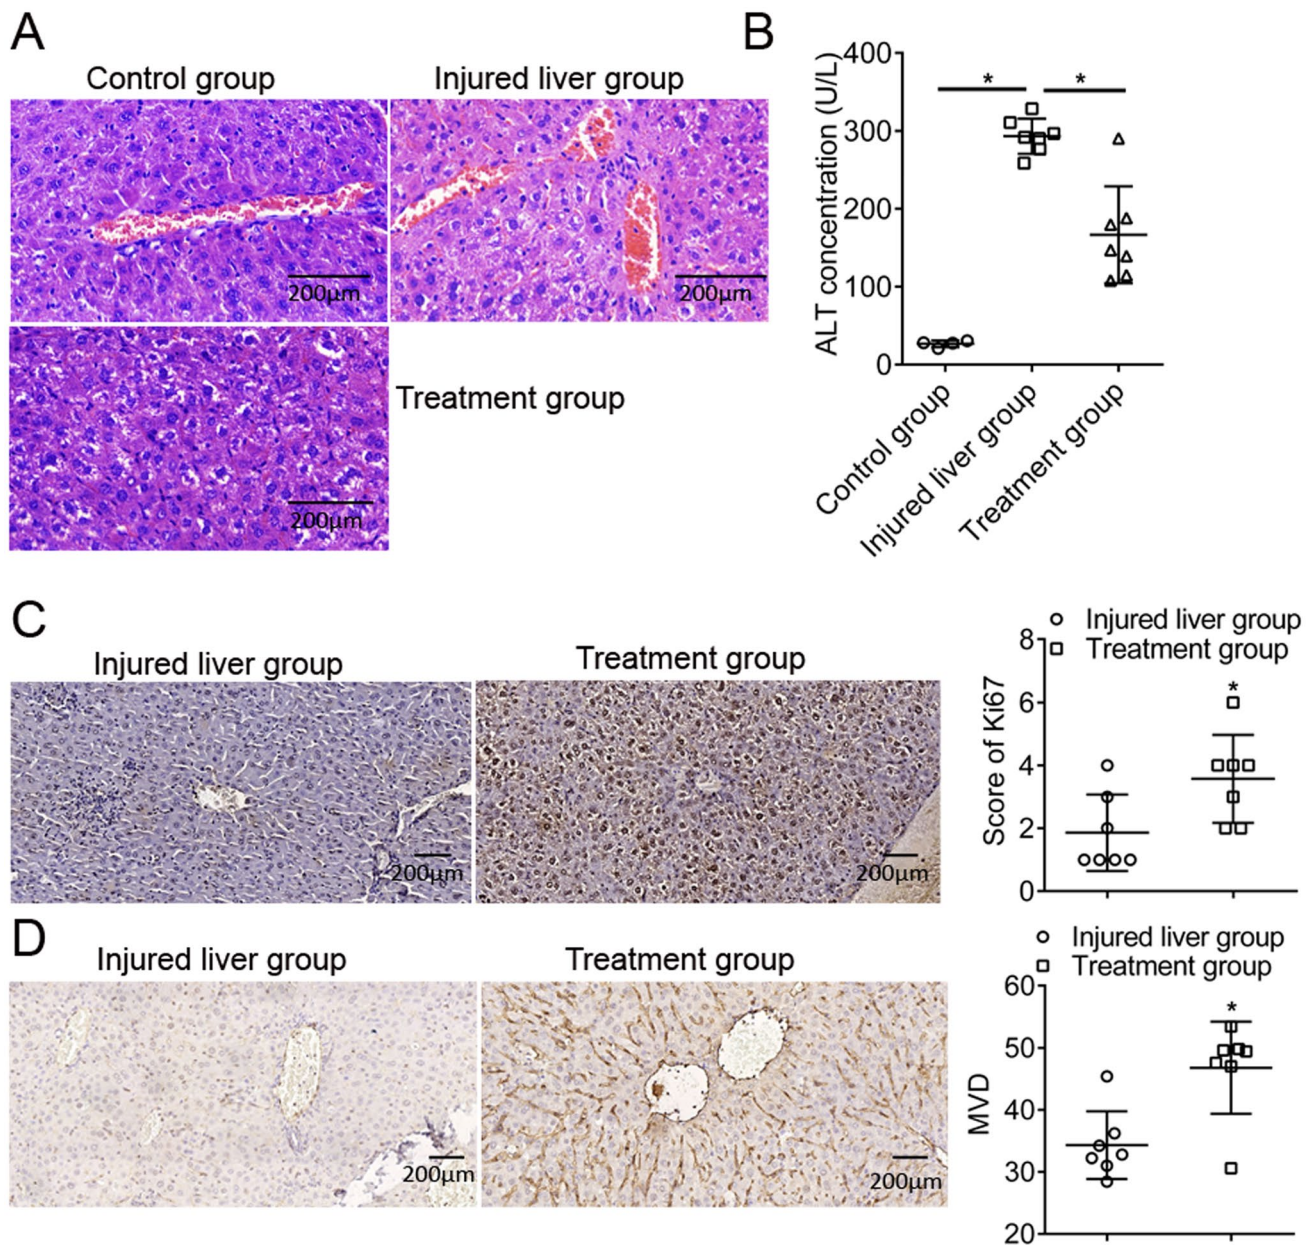 A
Control group
Injured liver group
200µm
200µm
Treatment group
200µm
B
ALT concentration (U/L)
400
300
200
100
0
*
*
Control group
Injured liver group
Treatment group
C
Injured liver group
Treatment group
200µm
200µm
Injured liver group
Treatment group
Score of Ki67
8
6
4
2
0
*
D
Injured liver group
Treatment group
200µm
200µm
Injured liver group
Treatment group
MVD
60
50
40
30
20
*